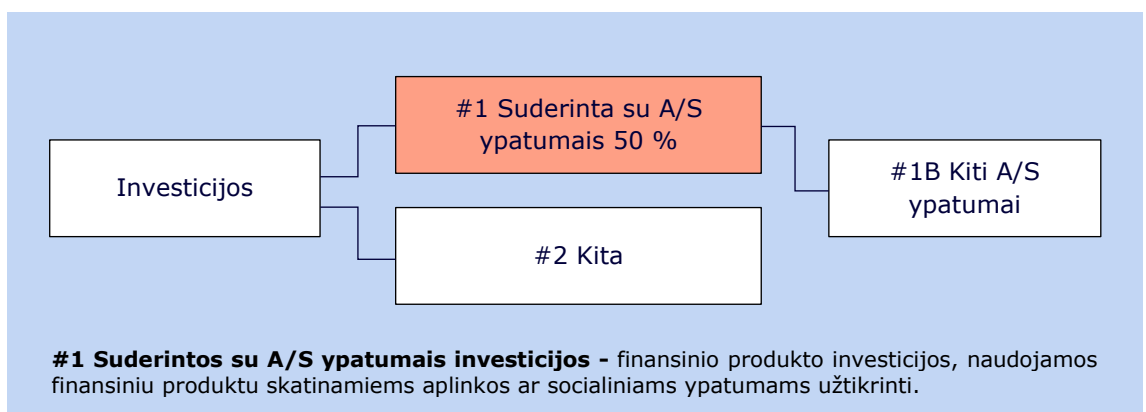 #1 Suderinta su A/S
ypatumais 50 %
Investicijos
#1B Kiti A/S
ypatumai
#2 Kita
#1 Suderintos su A/S ypatumais investicijos - finansinio produkto investicijos, naudojamos
finansiniu produktu skatinamiems aplinkos ar socialiniams ypatumams užtikrinti.